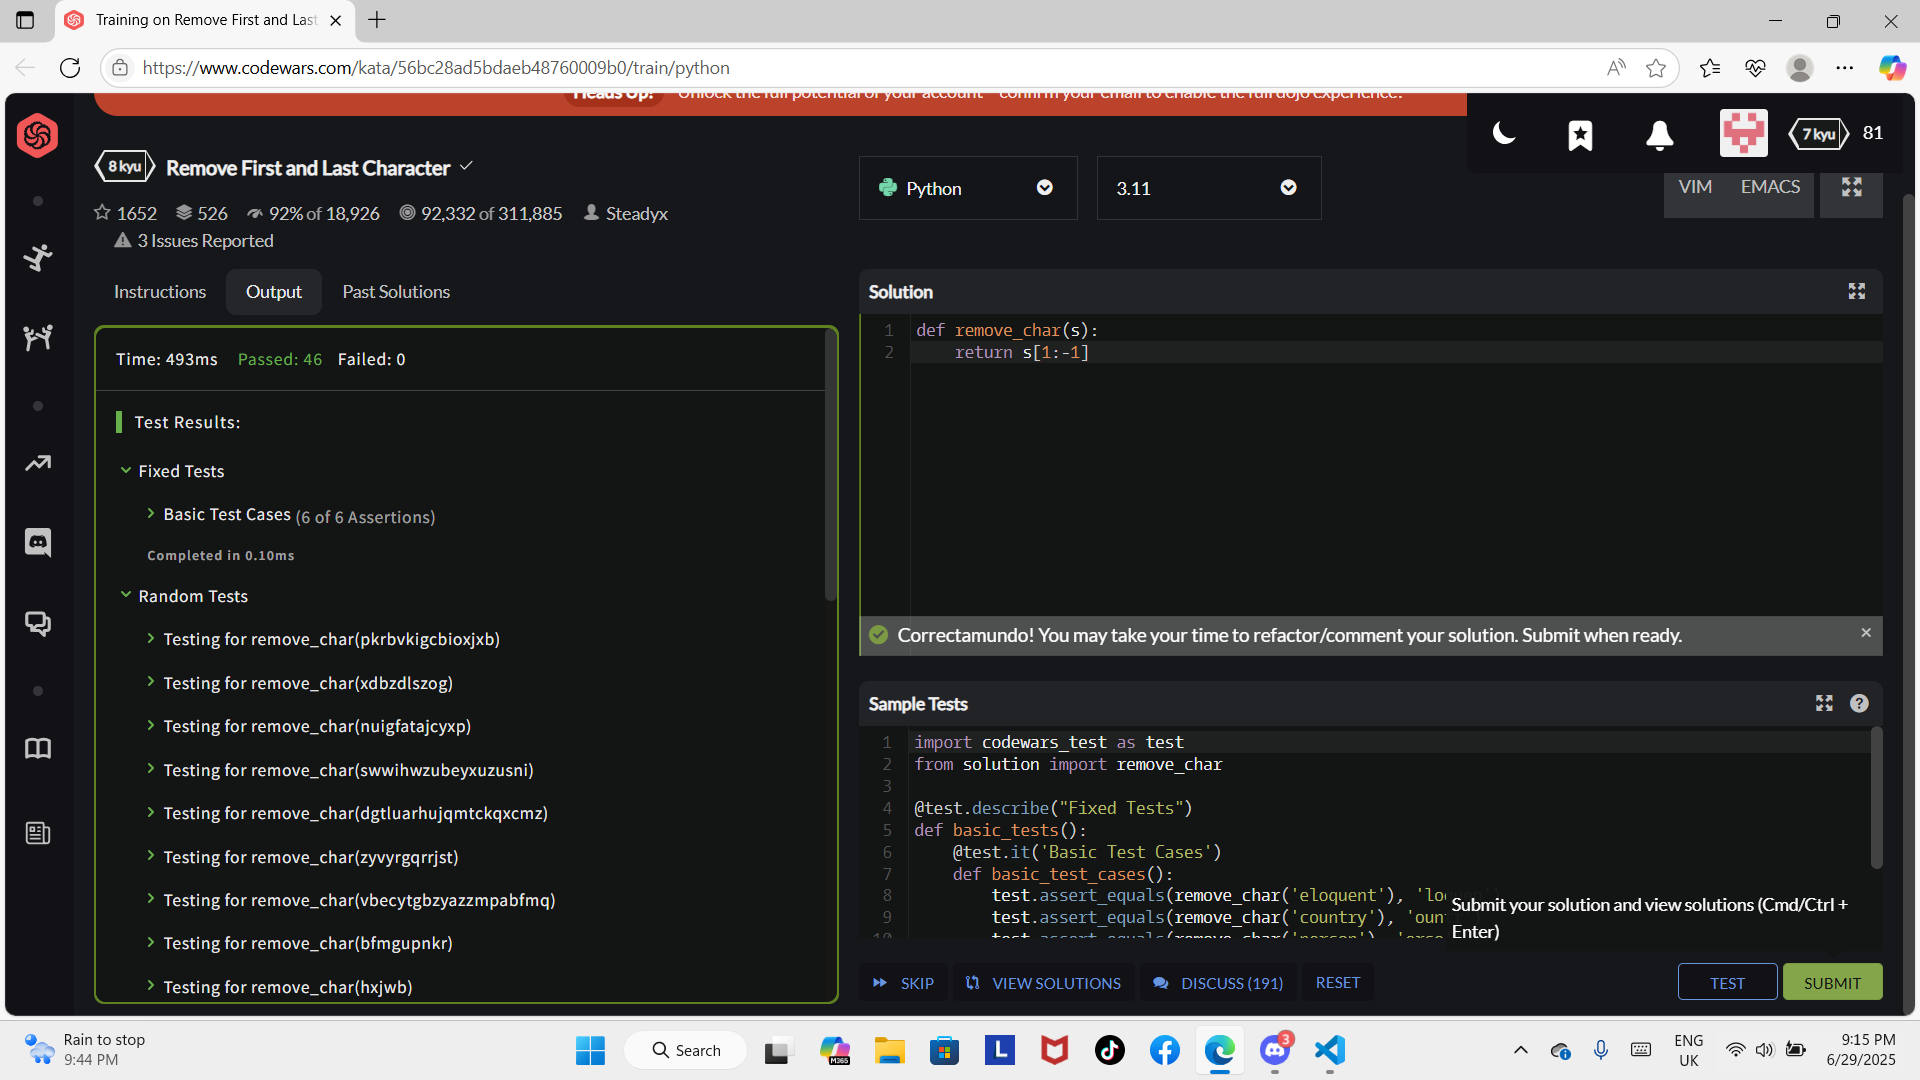 Training on Remove First and Last
https://www.codewars.com/kata/56bc28ad5bdaeb48760009b0/train/python
Heads Up! Unlock the full potential of your account - confirm your email to enable the full dojo experience.
7 kyu 81
8 kyu Remove First and Last Character
1652 526 92% of 18,926 92,332 of 311,885 Steadyx
3 Issues Reported
Python 3.11
VIM EMACS
Instructions Output Past Solutions
Time: 493ms Passed: 46 Failed: 0
Test Results:
Fixed Tests
Basic Test Cases (6 of 6 Assertions)
Completed in 0.10ms
Random Tests
Testing for remove_char(pkrbvkigcbioxjxb)
Testing for remove_char(xdbzdlszog)
Testing for remove_char(nuigfatajcyxp)
Testing for remove_char(swwihwzubeyxuzusni)
Testing for remove_char(dgtluarhujqmtckqxcmz)
Testing for remove_char(zyvyrgqrrjst)
Testing for remove_char(vbecytgbzyazzmpabfmq)
Testing for remove_char(bfmgupnkr)
Testing for remove_char(hxjwb)
Solution
1 def remove_char(s):
2 return s[1:-1]
Correctamundo! You may take your time to refactor/comment your solution. Submit when ready.
Sample Tests
1 import codewars_test as test
2 from solution import remove_char
3
4 @test.describe("Fixed Tests")
5 def basic_tests():
6 @test.it('Basic Test Cases')
7 def basic_test_cases():
8 test.assert_equals(remove_char('eloquent'), 'lo
9 test.assert_equals(remove_char('country'), 'oun
10 test.assert_equals(remove_char('person'), 'erso
Submit your solution and view solutions (Cmd/Ctrl +
Enter)
SKIP VIEW SOLUTIONS DISCUSS (191) RESET TEST SUBMIT
Rain to stop
9:44 PM
Search
M365
L
3
ENG
UK
9:15 PM
6/29/2025